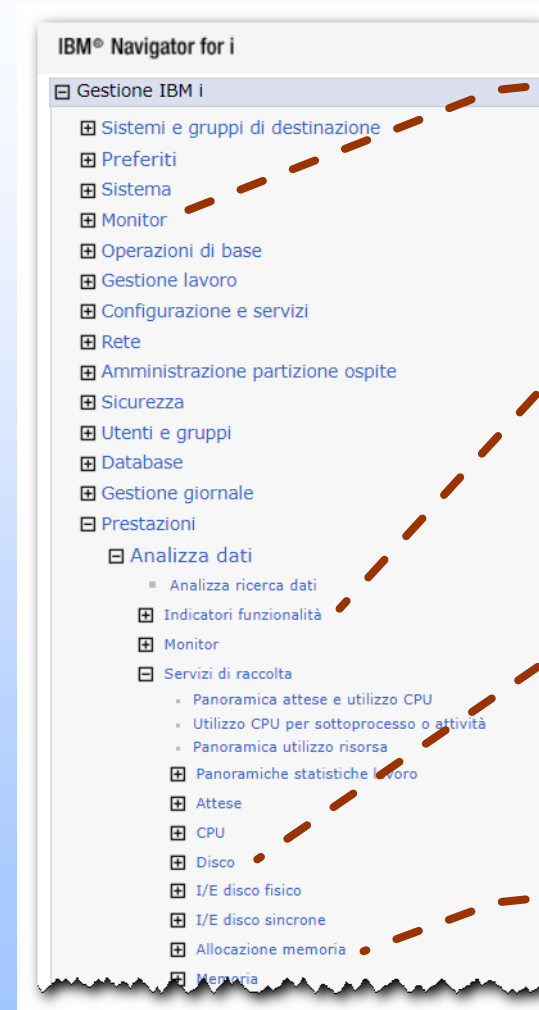 IBM® Navigator for i
Gestione IBM i
Sistemi e gruppi di destinazione
Preferiti
Sistema
Monitor
Operazioni di base
Gestione lavoro
Configurazione e servizi
Rete
Amministrazione partizione ospite
Sicurezza
Utenti e gruppi
Database
Gestione giornale
Prestazioni
Analizza dati
Analizza ricerca dati
Indicatori funzionalità
Monitor
Servizi di raccolta
Panoramica attese e utilizzo CPU
Utilizzo CPU per sottoprocesso o attività
Panoramica utilizzo risorsa
Panoramiche statistiche lavoro
Attese
CPU
Disco
I/E disco fisico
I/E disco sincrone
Allocazione memoria
Memoria